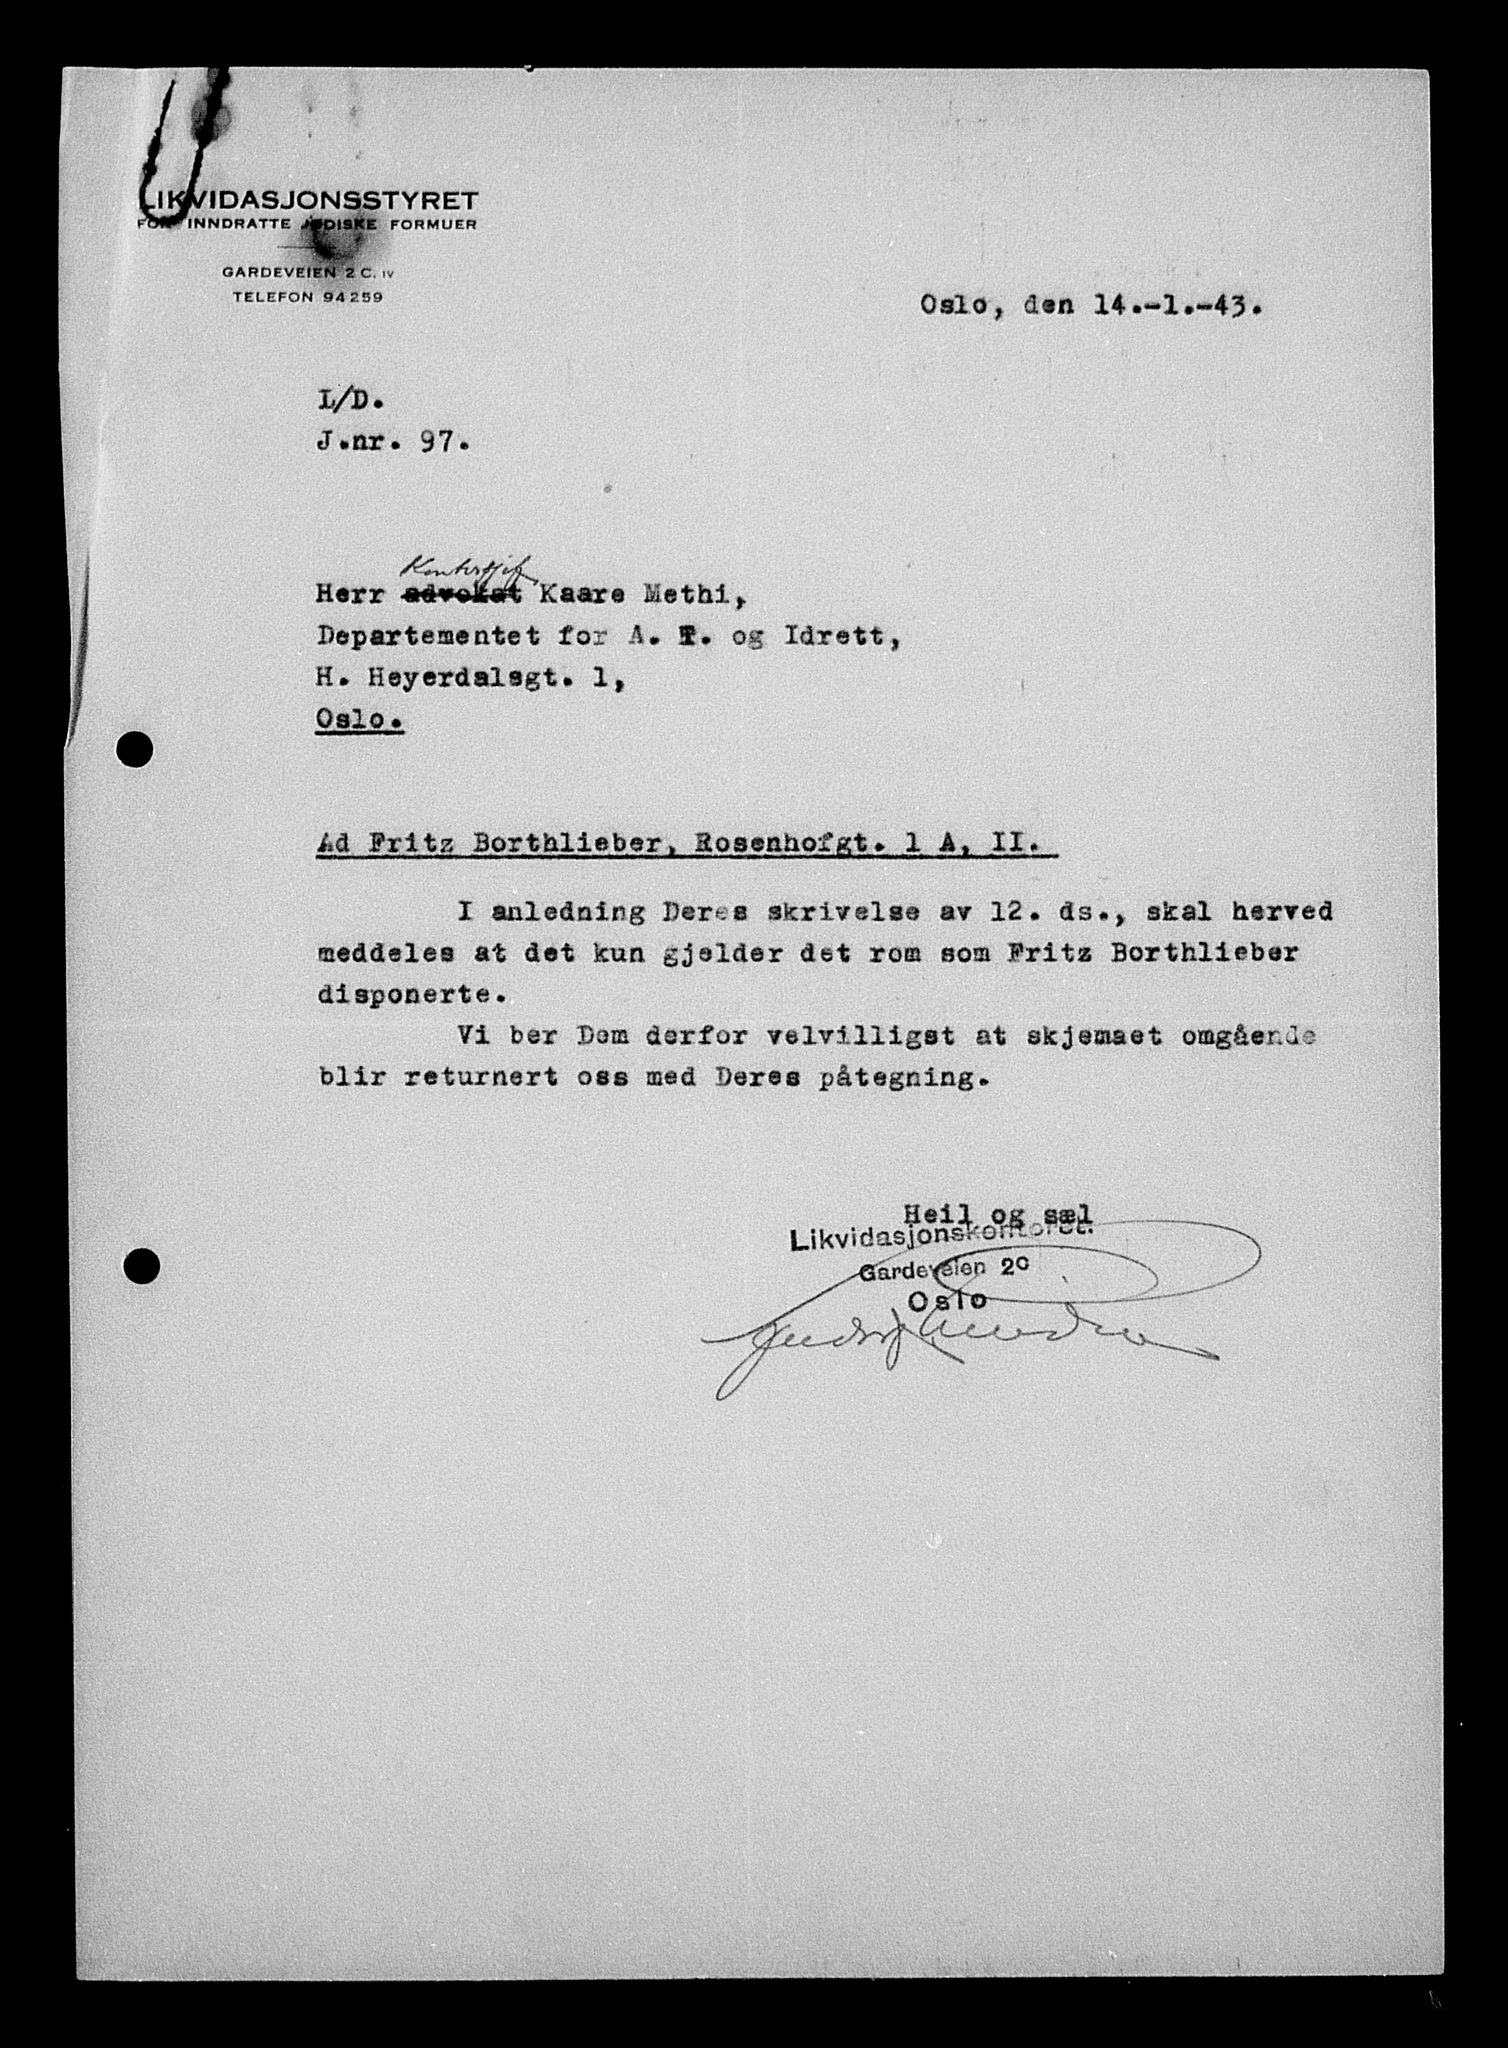 LIKVIDASJONSSTYRET
FOR INNDRATTE JØDISKE FORMUER
GARDEVEIEN 2 C. IV
TELEFON 94259
Oslo, den 14.-1.-43.
L/D.
J.nr. 97.
Kontorsjef
Herr advokat Kaare Methi,
Departementet for A. T. og Idrett,
H. Heyerdalsgt. 1,
Oslo.
Ad Fritz Borthlieber, Rosenhofgt. 1 A, II.
I anledning Deres skrivelse av 12. ds., skal herved
meddeles at det kun gjelder det rom som Fritz Borthlieber
disponerte.
Vi ber Dem derfor velvilligst at skjemaet omgående
blir returnert oss med Deres påtegning.
Heil og sæl
Likvidasjonskontoret.
Gardeveien 2c
Oslo